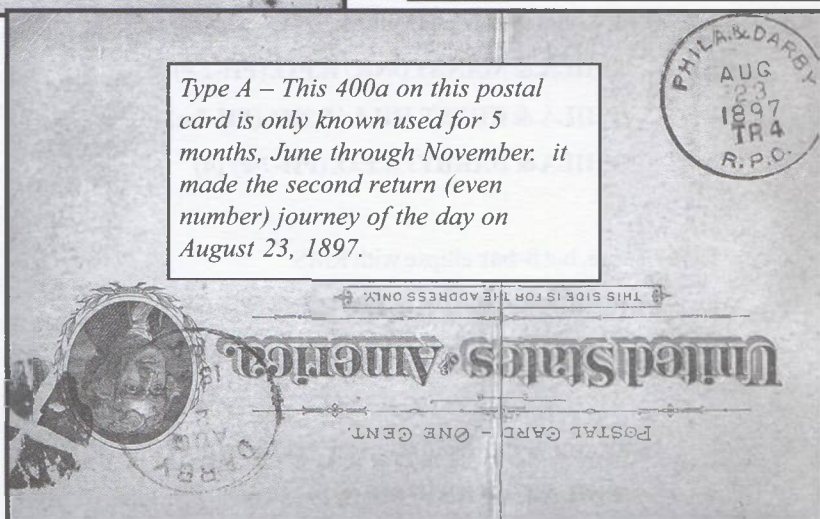 PHILA. & DARBY
AUG
23
1897
TR 4
R.P.O.
Type A – This 400a on this postal
card is only known used for 5
months, June through November.  it
made the second return (even
number) journey of the day on
August 23, 1897.
THIS SIDE IS FOR THE ADDRESS ONLY.
United States of America.
POSTAL CARD – ONE CENT.
DARBY
AUG